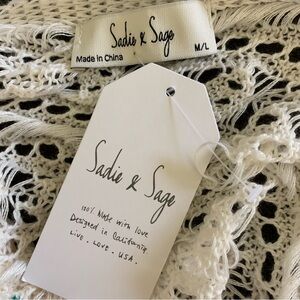 Sadie & Sage
Made in China
M/L
Sadie & Sage
100% Made with love
Designed in California
Live . Love . USA .